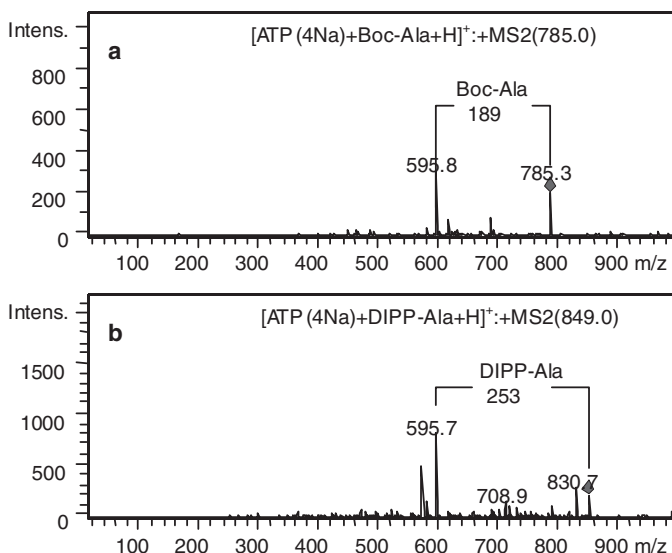 Intens.
a
[ATP (4Na)+Boc-Ala+H]⁺:+MS2(785.0)
800
Boc-Ala
600
189
400
595.8
785.3
200
0
100 200 300 400 500 600 700 800 900 m/z
Intens.
b
[ATP (4Na)+DIPP-Ala+H]⁺:+MS2(849.0)
1500
DIPP-Ala
253
1000
595.7
500
708.9
830.7
0
100 200 300 400 500 600 700 800 900 m/z